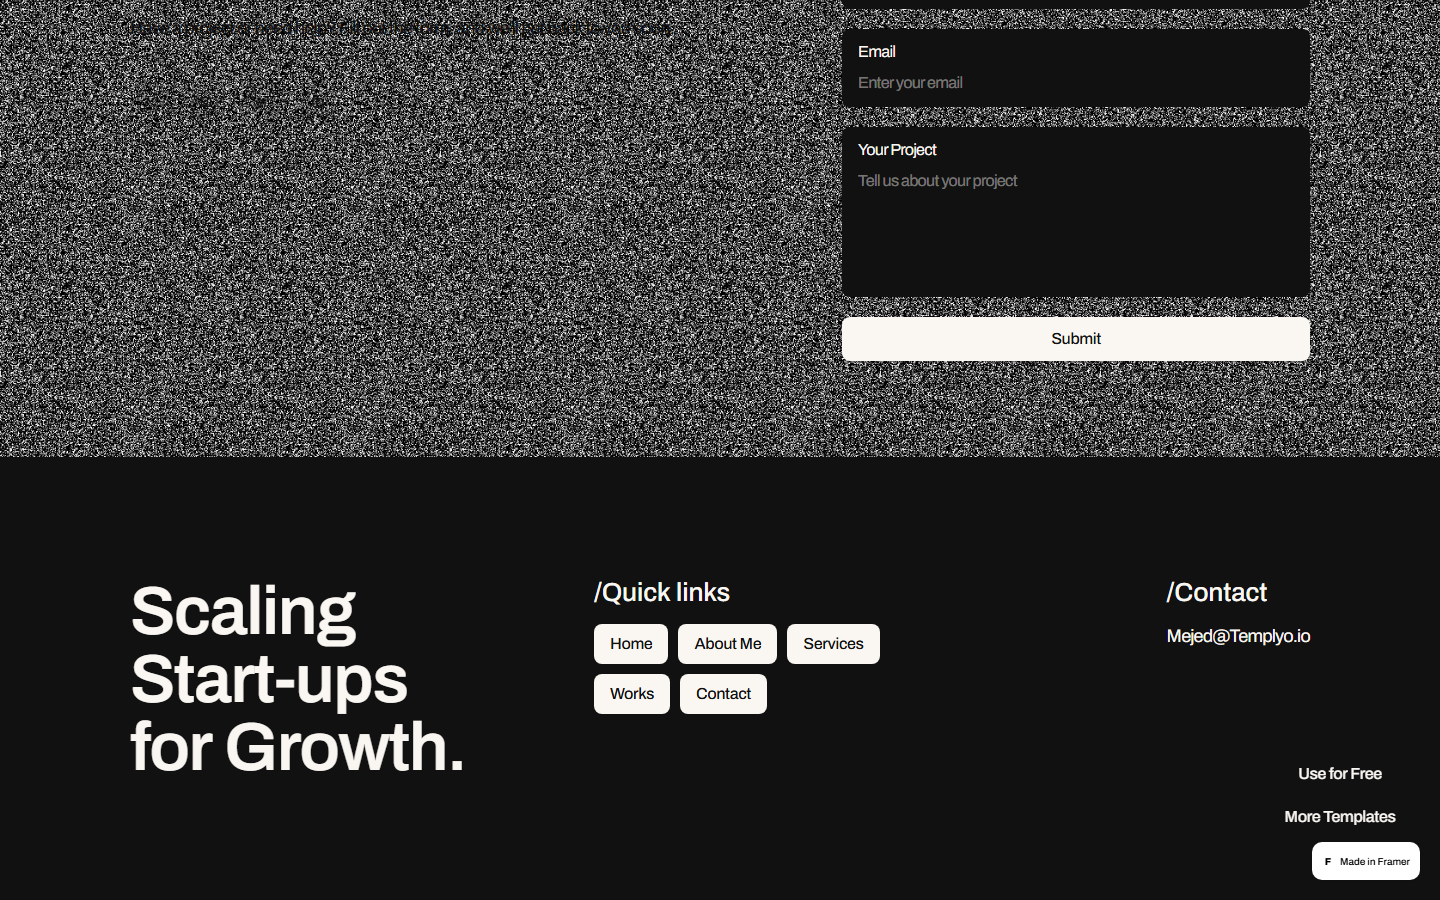 Email
Enter your email
Your Project
Tell us about your project
Submit
Scaling
Start-ups
for Growth.
/Quick links
Home
About Me
Services
Works
Contact
/Contact
Mejed@Templyo.io
Use for Free
More Templates
F Made in Framer